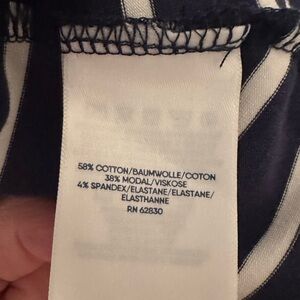 58% COTTON/BAUMWOLLE/COTON
38% MODAL/VISKOSE
4% SPANDEX/ELASTANE/ELASTANE/
ELASTHANNE
RN 62830